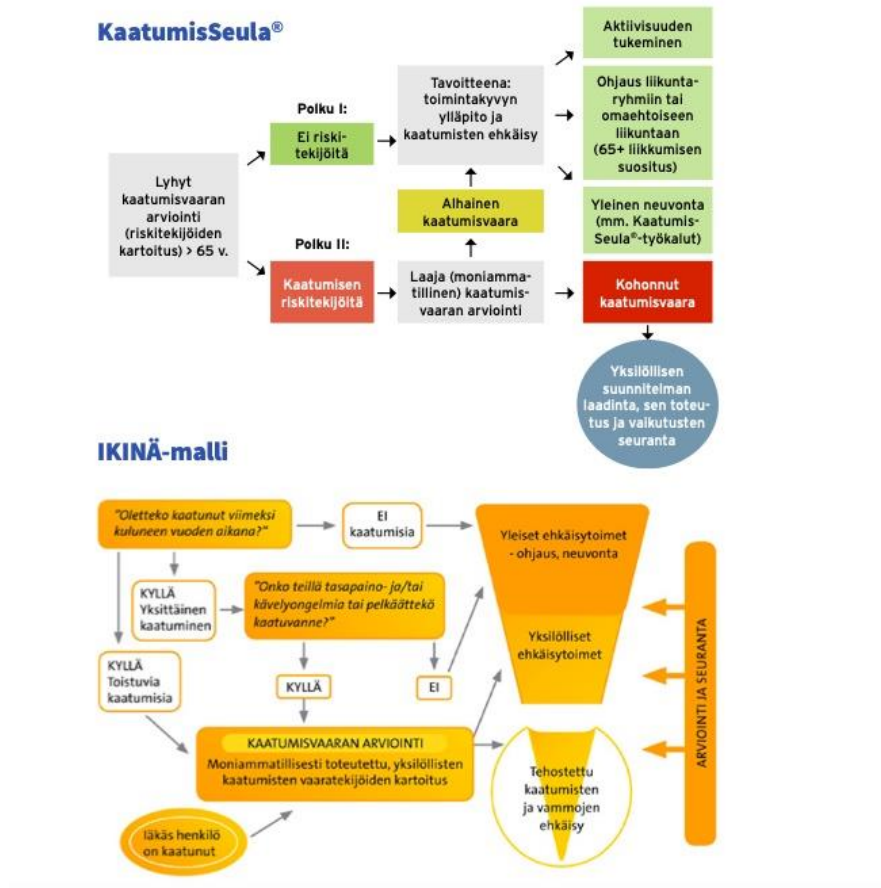 KaatumisSeula®
Polku I:
Ei riski-
tekijöitä
Lyhyt
kaatumisvaaran
arviointi
(riskitekijöiden
kartoitus) > 65 v.
Polku II:
Kaatumisen
riskitekijöitä
Tavoitteena:
toimintakyvyn
ylläpito ja
kaatumisten ehkäisy
Alhainen
kaatumisvaara
Laaja (moniamma-
tillinen) kaatumis-
vaaran arviointi
Aktiivisuuden
tukeminen
Ohjaus liikunta-
ryhmiin tai
omaehtoiseen
liikuntaan
(65+ liikkumisen
suositus)
Yleinen neuvonta
(mm. Kaatumis-
Seula®-työkalut)
Kohonnut
kaatumisvaara
Yksilöllisen
suunnitelman
laadinta, sen toteu-
tus ja vaikutusten
seuranta
IKINÄ-malli
"Oletteko kaatunut viimeksi
kuluneen vuoden aikana?"
EI
kaatumisia
KYLLÄ
Yksittäinen
kaatuminen
"Onko teillä tasapaino- ja/tai
kävelyongelmia tai pelkäättekö
kaatuvanne?"
KYLLÄ
Toistuvia
kaatumisia
KYLLÄ
EI
KAATUMISVAARAN ARVIOINTI
Moniammatillisesti toteutettu, yksilöllisten
kaatumisten vaaratekijöiden kartoitus
Iäkäs henkilö
on kaatunut
Yleiset ehkäisytoimet
- ohjaus, neuvonta
Yksilölliset
ehkäisytoimet
Tehostettu
kaatumisten
ja vammojen
ehkäisy
ARVIOINTI JA SEURANTA